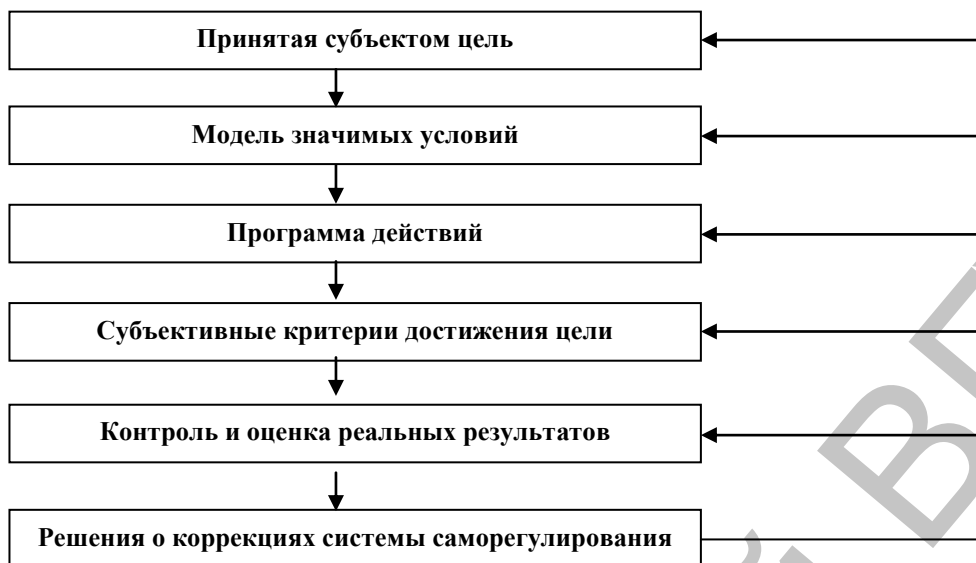 Принятая субъектом цель
Модель значимых условий
Программа действий
Субъективные критерии достижения цели
Контроль и оценка реальных результатов
Решения о коррекциях системы саморегулирования